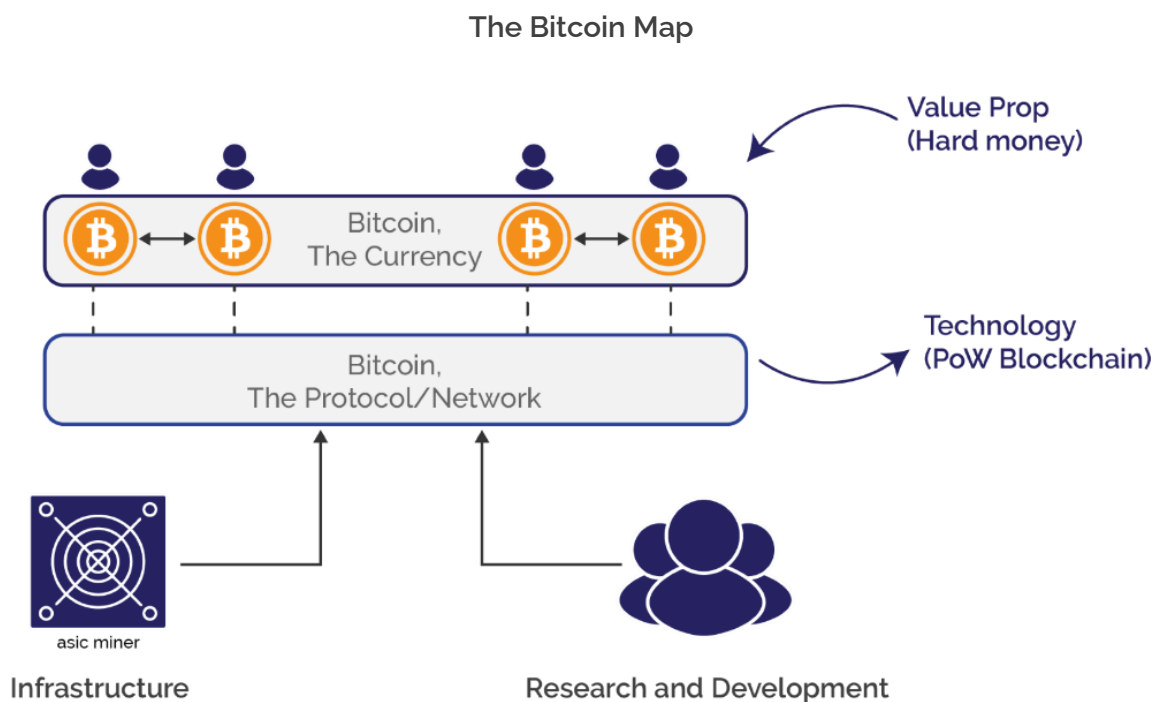 The Bitcoin Map
Value Prop
(Hard money)
Bitcoin,
The Currency
Technology
(PoW Blockchain)
Bitcoin,
The Protocol/Network
asic miner
Infrastructure
Research and Development